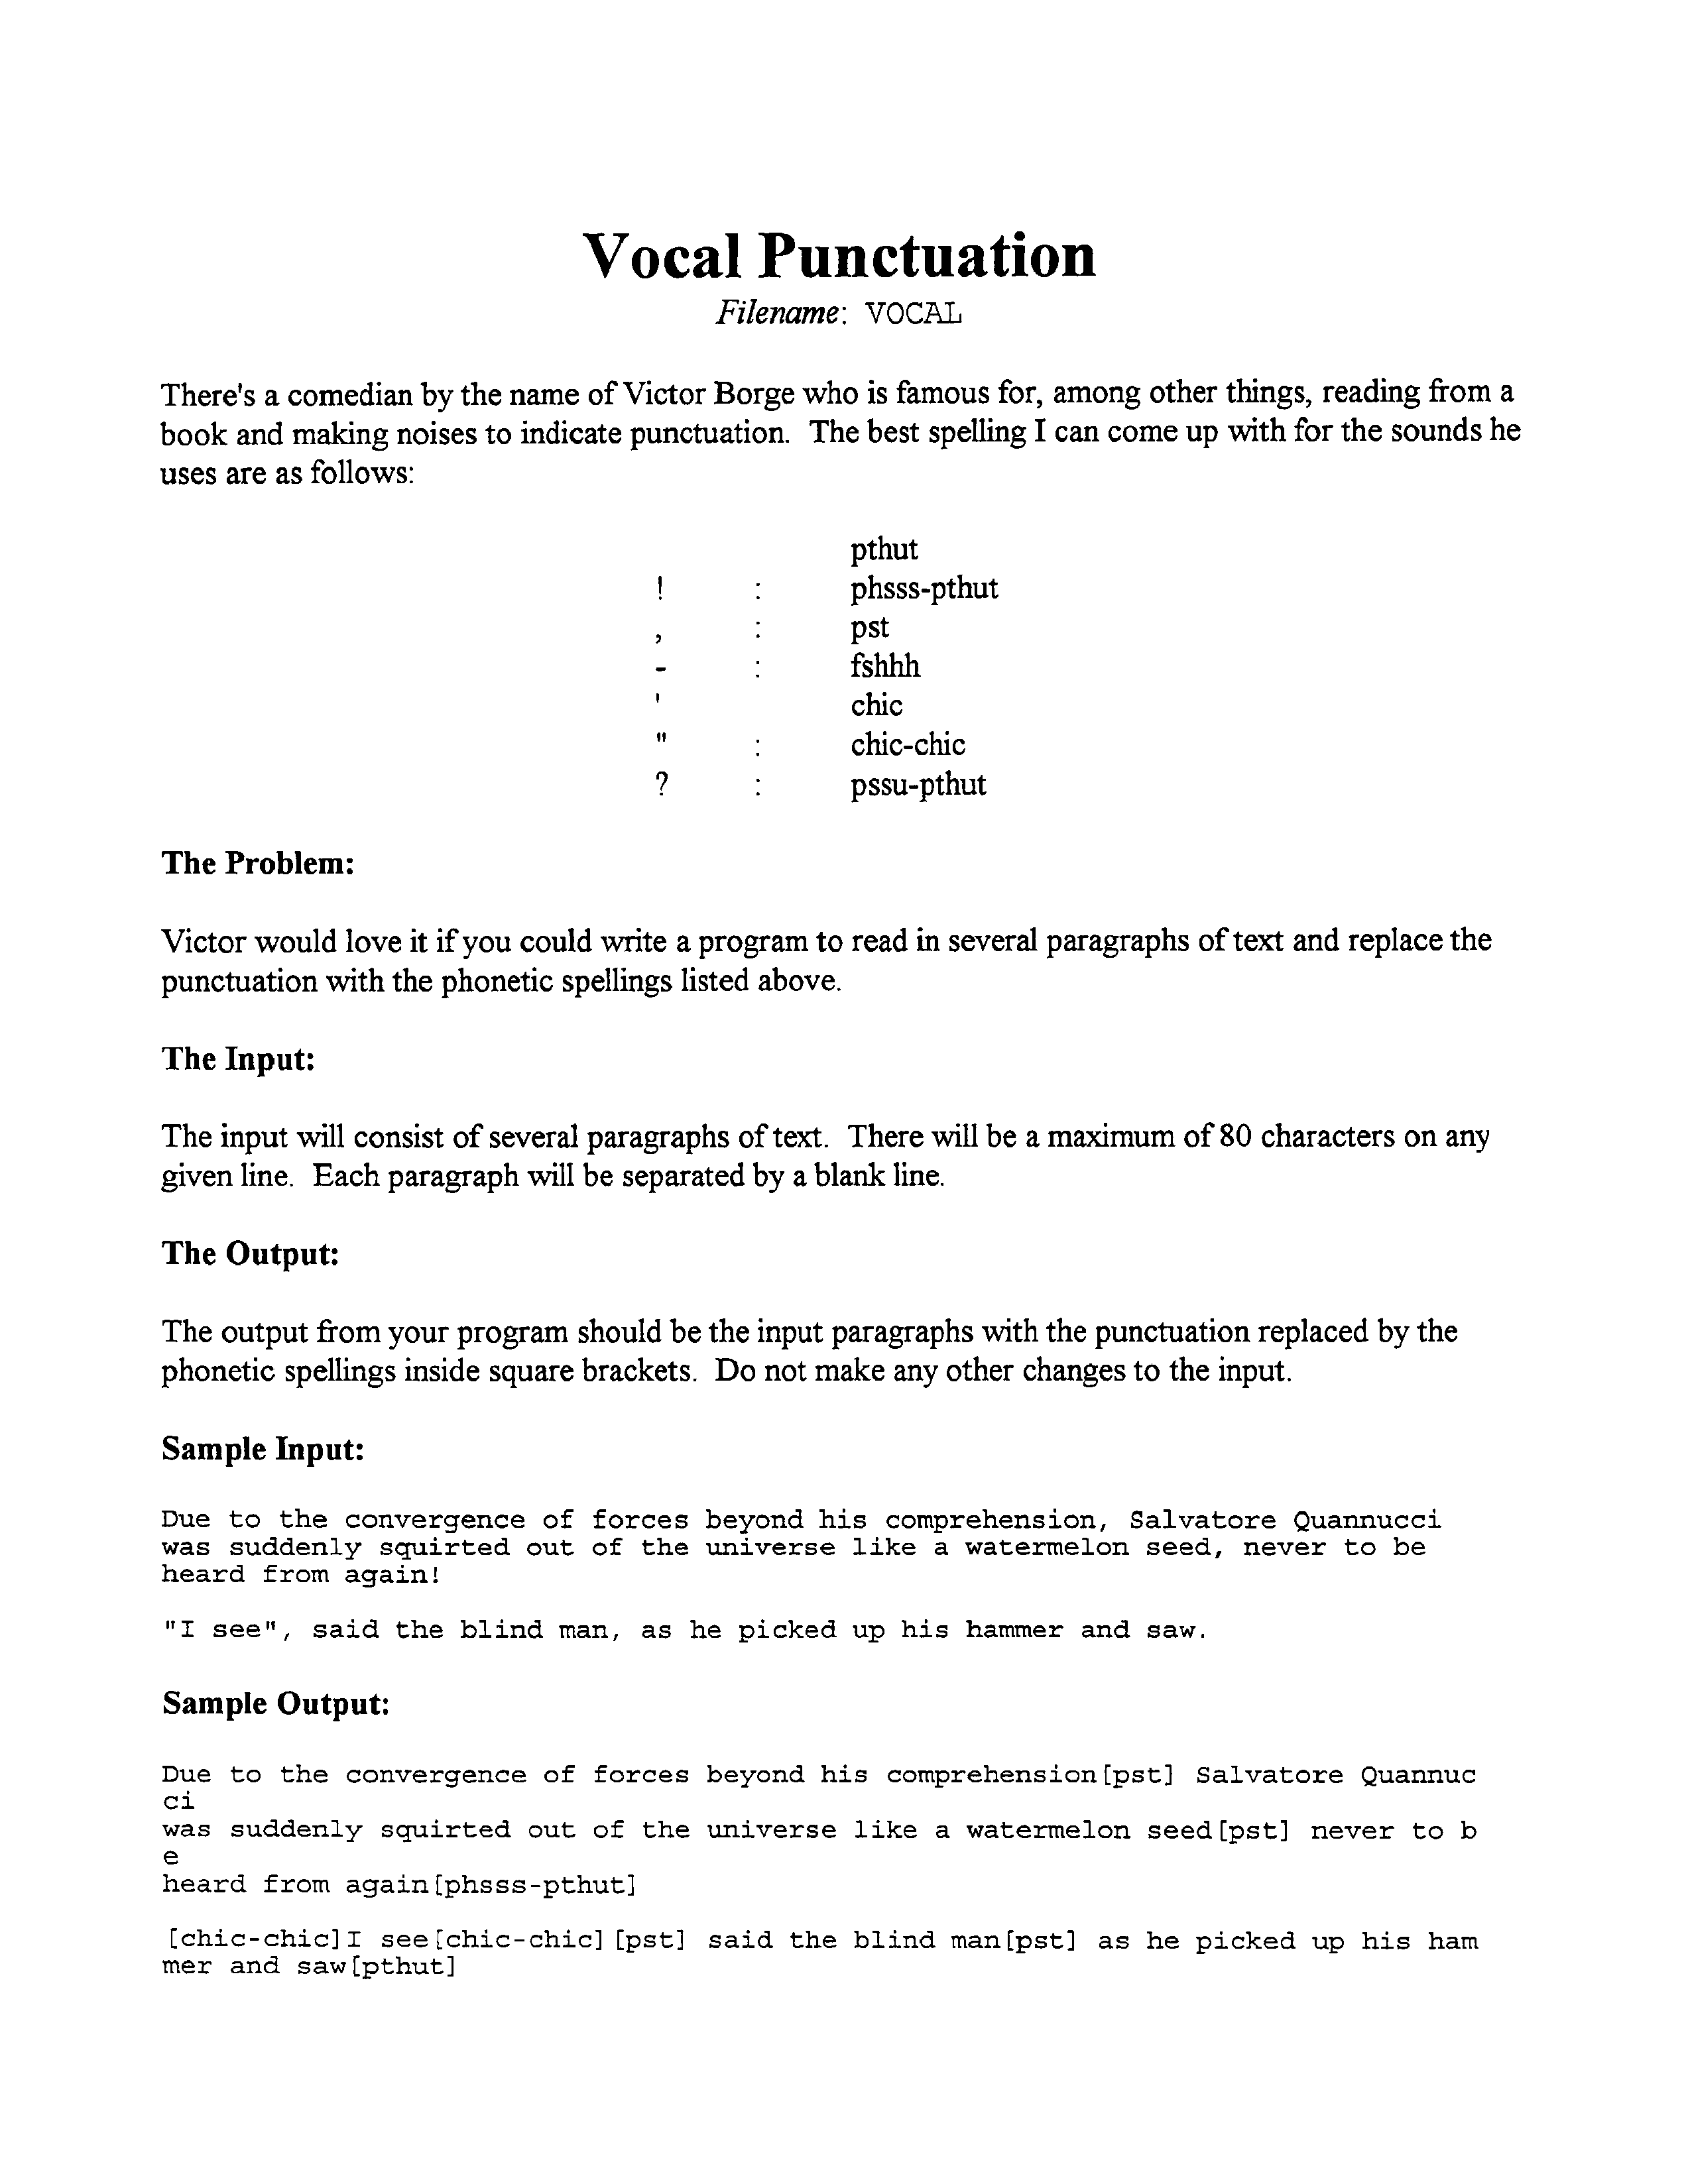 Vocal Punctuation
Filename: VOCAL
There's a comedian by the name of Victor Borge who is famous for, among other things, reading from a
book and making noises to indicate punctuation. The best spelling I can come up with for the sounds he
uses are as follows:
pthut
! : phsss-pthut
, : pst
- : fshhh
' chic
" : chic-chic
? : pssu-pthut
The Problem:
Victor would love it if you could write a program to read in several paragraphs of text and replace the
punctuation with the phonetic spellings listed above.
The Input:
The input will consist of several paragraphs of text. There will be a maximum of 80 characters on any
given line. Each paragraph will be separated by a blank line.
The Output:
The output from your program should be the input paragraphs with the punctuation replaced by the
phonetic spellings inside square brackets. Do not make any other changes to the input.
Sample Input:
Due to the convergence of forces beyond his comprehension, Salvatore Quannucci
was suddenly squirted out of the universe like a watermelon seed, never to be
heard from again!
"I see", said the blind man, as he picked up his hammer and saw.
Sample Output:
Due to the convergence of forces beyond his comprehension[pst] Salvatore Quannuc
ci
was suddenly squirted out of the universe like a watermelon seed[pst] never to b
e
heard from again[phsss-pthut]
[chic-chic]I see[chic-chic][pst] said the blind man[pst] as he picked up his ham
mer and saw[pthut]